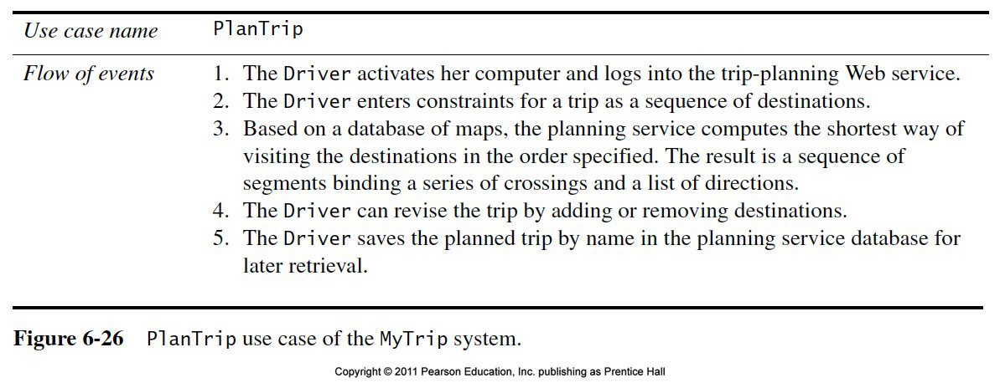 Use case name PlanTrip
Flow of events 1. The Driver activates her computer and logs into the trip-planning Web service.
2. The Driver enters constraints for a trip as a sequence of destinations.
3. Based on a database of maps, the planning service computes the shortest way of
visiting the destinations in the order specified. The result is a sequence of
segments binding a series of crossings and a list of directions.
4. The Driver can revise the trip by adding or removing destinations.
5. The Driver saves the planned trip by name in the planning service database for
later retrieval.
Figure 6-26 PlanTrip use case of the MyTrip system.
Copyright © 2011 Pearson Education, Inc. publishing as Prentice Hall